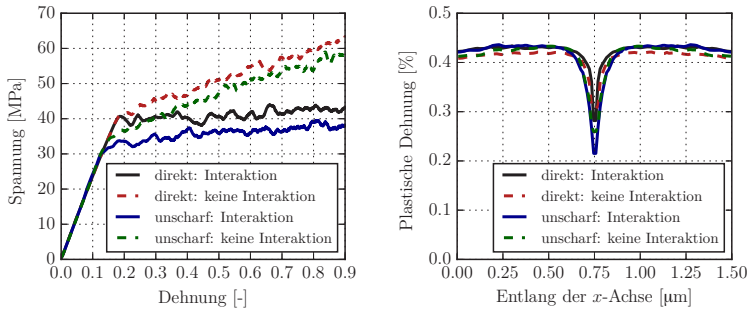 70
60
50
40
30
20
10
0
Spannung [MPa]
direkt: Interaktion
direkt: keine Interaktion
unscharf: Interaktion
unscharf: keine Interaktion
0.0 0.1 0.2 0.3 0.4 0.5 0.6 0.7 0.8 0.9
Dehnung [-]
0.5
0.4
0.3
0.2
0.1
0.0
Plastische Dehnung [%]
direkt: Interaktion
direkt: keine Interaktion
unscharf: Interaktion
unscharf: keine Interaktion
0.00 0.25 0.50 0.75 1.00 1.25 1.50
Entlang der x-Achse [µm]